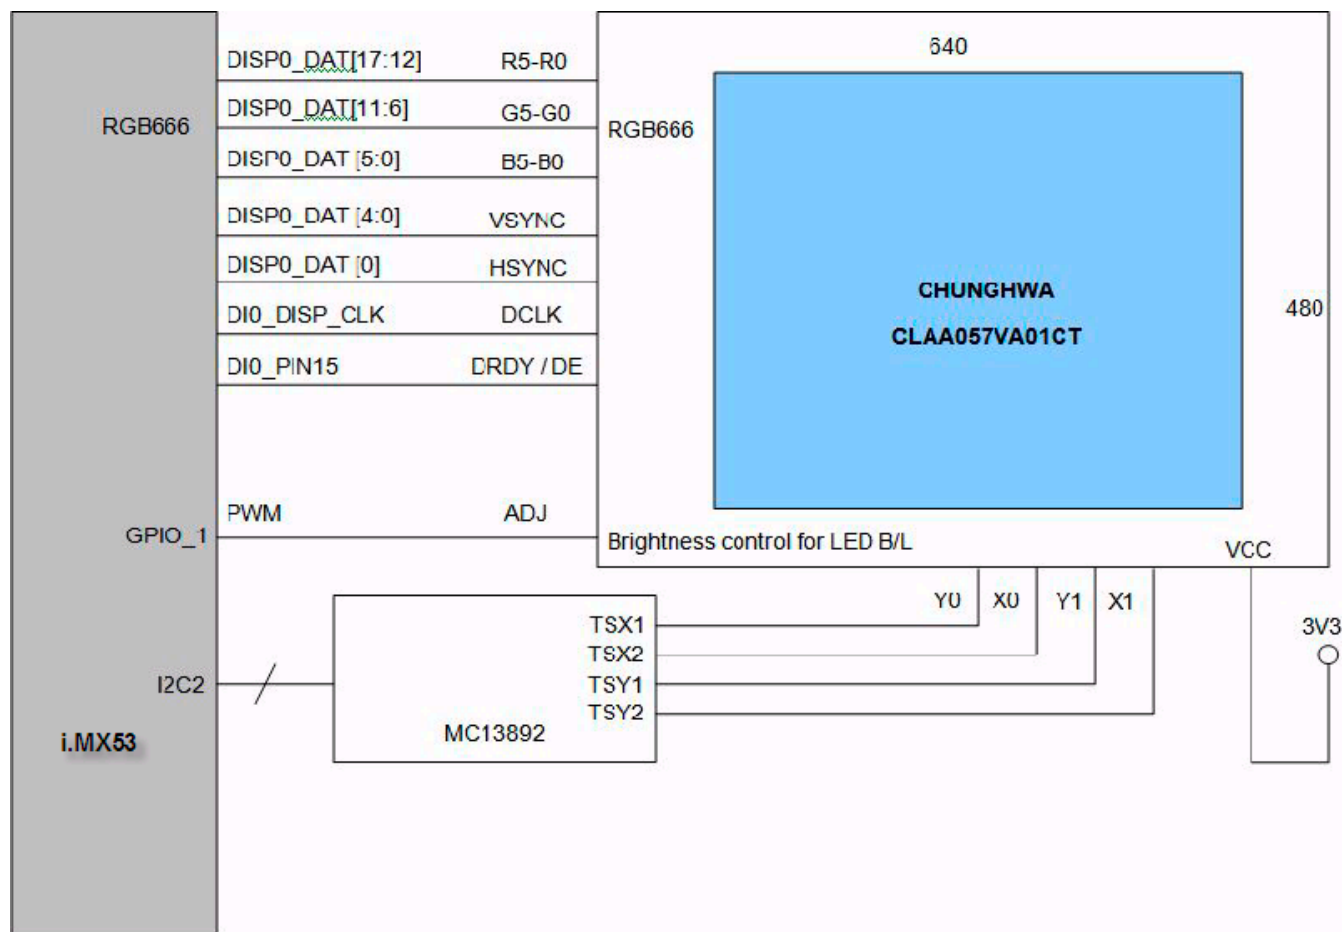 640
DISP0_DAT[17:12] R5-R0
DISP0_DAT[11:6] G5-G0
RGB666
RGB666
DISP0_DAT [5:0] B5-B0
DISP0_DAT [4:0] VSYNC
DISP0_DAT [0] HSYNC
CHUNGHWA
480
DI0_DISP_CLK DCLK
CLAA057VA01CT
DI0_PIN15 DRDY / DE
PWM ADJ
GPIO_1
Brightness control for LED B/L
VCC
Y0 X0 Y1 X1
3V3
TSX1
TSX2
I2C2
TSY1
TSY2
MC13892
i.MX53